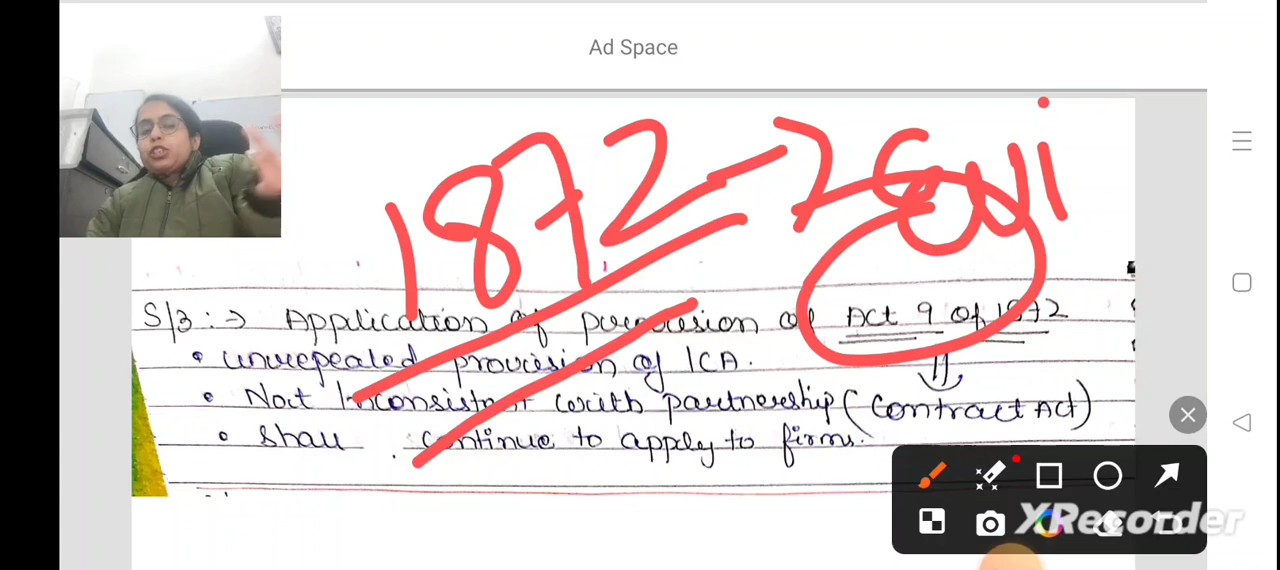 Ad Space
1872 -
S/3 :→ Application of provision of Act 9 of 1872
• unrepealed provision of ICA.
• Not Inconsistent with partnership (Contract Act)
• Shall continue to apply to firms.
XRecorder